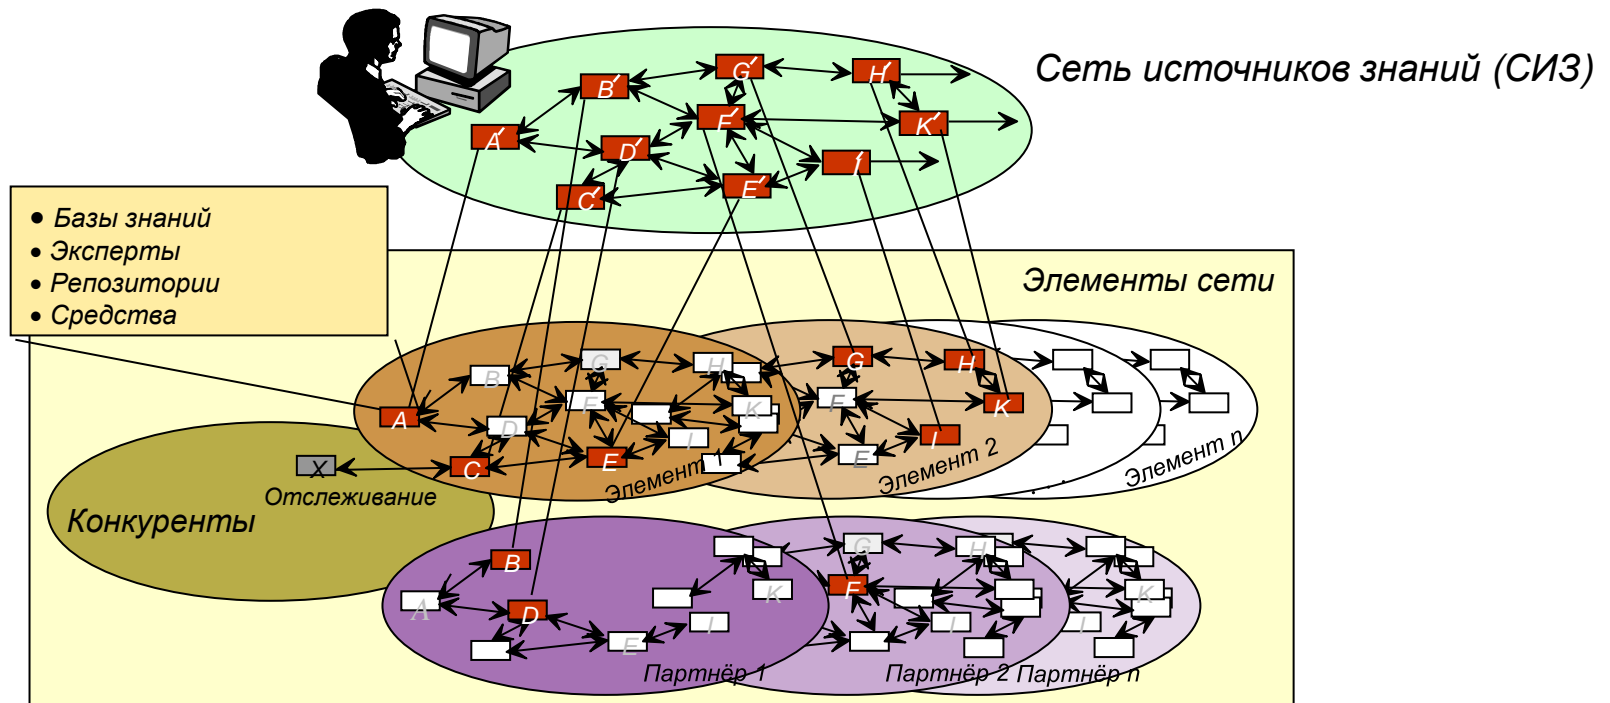 Сеть источников знаний (СИЗ)
G′
H′
B′
F′
K′
A′
D′
I′
E′
C′
• Базы знаний
• Эксперты
• Репозитории
• Средства
Элементы сети
G
H
G
H
B
F
F
K
K
A
D
I
I
E
E
C
X
Отслеживание
Элемент 1
Элемент 2
. . .
Элемент n
Конкуренты
G
H
B
F
K
K
A
D
I
I
I
E
Партнёр 1
Партнёр 2
Партнёр n